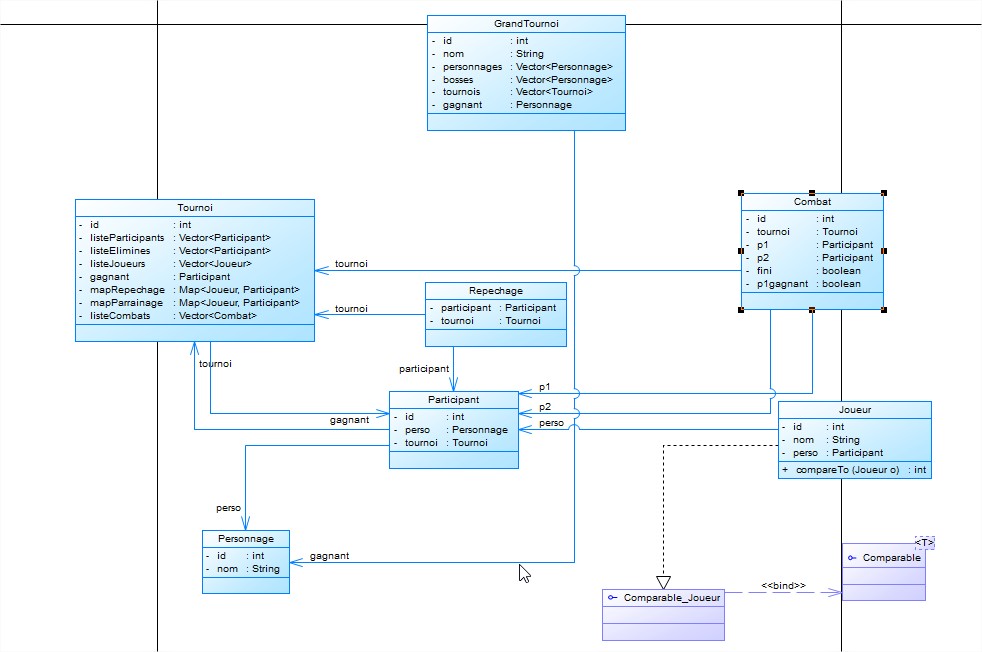 GrandTournoi
- id : int
- nom : String
- personnages : Vector<Personnage>
- bosses : Vector<Personnage>
- tournois : Vector<Tournoi>
- gagnant : Personnage
Tournoi
- id : int
- listeParticipants : Vector<Participant>
- listeElimines : Vector<Participant>
- listeJoueurs : Vector<Joueur>
- gagnant : Participant
- mapRepechage : Map<Joueur, Participant>
- mapParrainage : Map<Joueur, Participant>
- listeCombats : Vector<Combat>
Combat
- id : int
- tournoi : Tournoi
- p1 : Participant
- p2 : Participant
- fini : boolean
- p1gagnant : boolean
tournoi
Repechage
- participant : Participant
- tournoi : Tournoi
tournoi
tournoi
participant
p1
p2
perso
gagnant
Participant
- id : int
- perso : Personnage
- tournoi : Tournoi
Joueur
- id : int
- nom : String
- perso : Participant
+ compareTo (Joueur o) : int
perso
Personnage
- id : int
- nom : String
gagnant
<T>
Comparable
<<bind>>
Comparable_Joueur